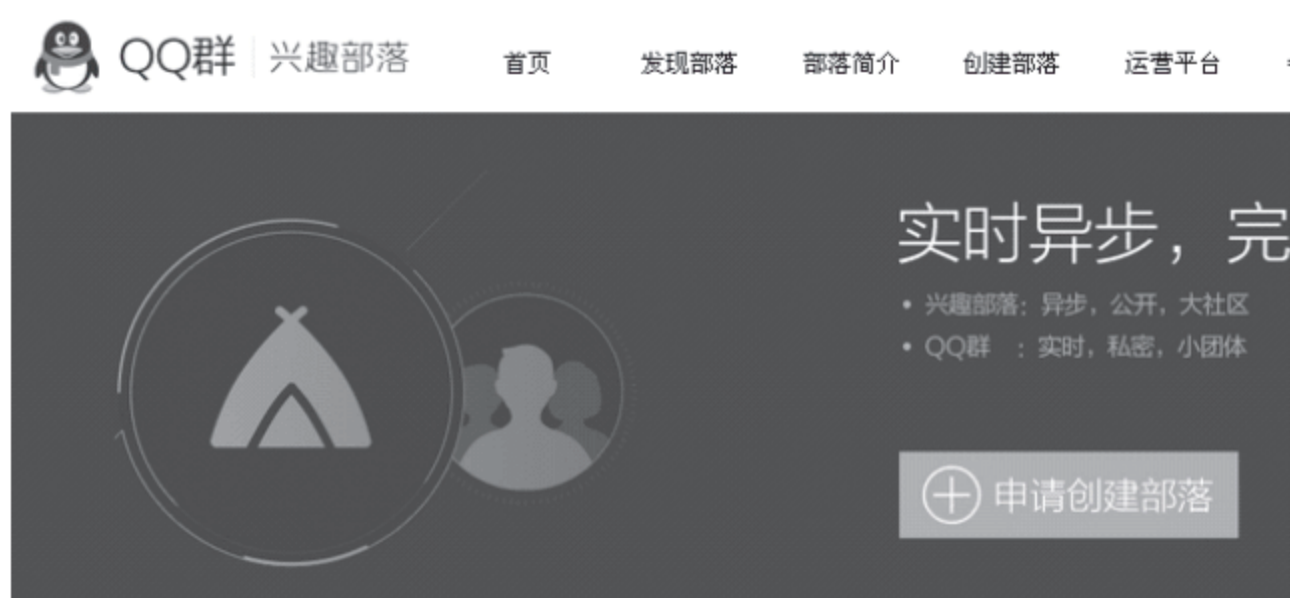 QQ群 兴趣部落 首页 发现部落 部落简介 创建部落 运营平台
实时异步，完
• 兴趣部落：异步，公开，大社区
• QQ群 ：实时，私密，小团体
申请创建部落